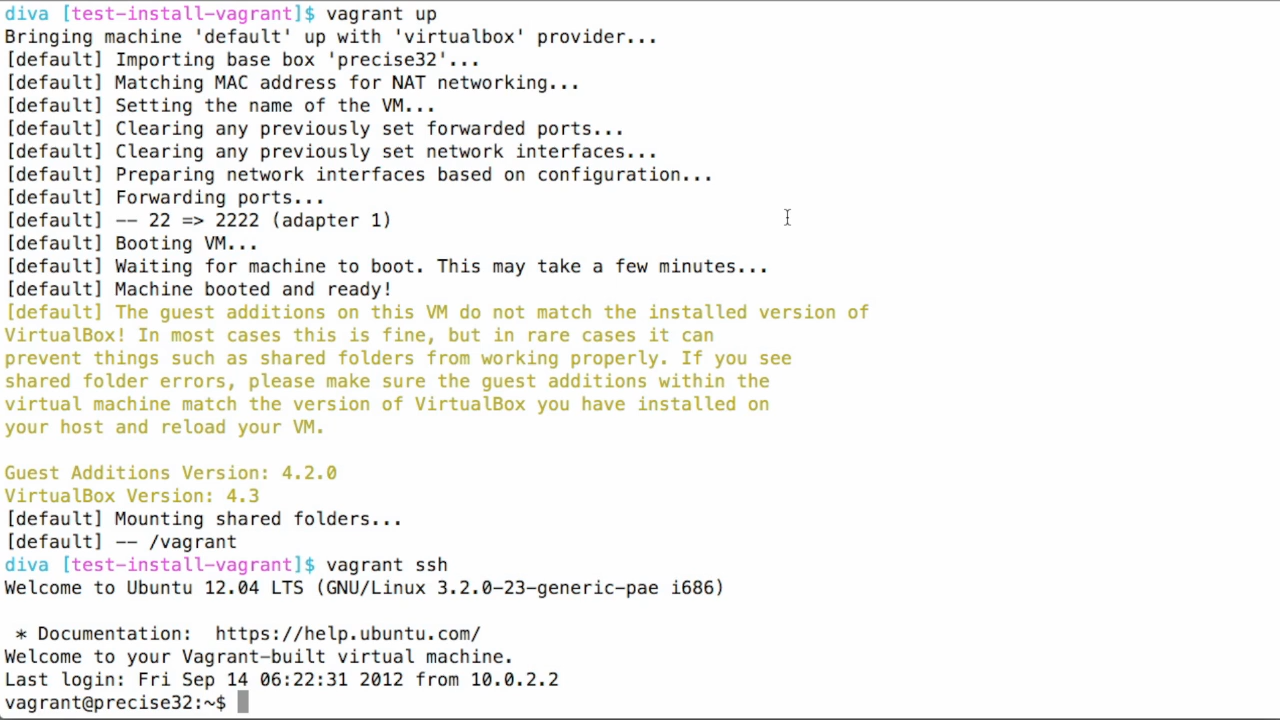 diva [test-install-vagrant]$ vagrant up
Bringing machine 'default' up with 'virtualbox' provider...
[default] Importing base box 'precise32'...
[default] Matching MAC address for NAT networking...
[default] Setting the name of the VM...
[default] Clearing any previously set forwarded ports...
[default] Clearing any previously set network interfaces...
[default] Preparing network interfaces based on configuration...
[default] Forwarding ports...
[default] -- 22 => 2222 (adapter 1)
[default] Booting VM...
[default] Waiting for machine to boot. This may take a few minutes...
[default] Machine booted and ready!
[default] The guest additions on this VM do not match the installed version of
VirtualBox! In most cases this is fine, but in rare cases it can
prevent things such as shared folders from working properly. If you see
shared folder errors, please make sure the guest additions within the
virtual machine match the version of VirtualBox you have installed on
your host and reload your VM.

Guest Additions Version: 4.2.0
VirtualBox Version: 4.3
[default] Mounting shared folders...
[default] -- /vagrant
diva [test-install-vagrant]$ vagrant ssh
Welcome to Ubuntu 12.04 LTS (GNU/Linux 3.2.0-23-generic-pae i686)

 * Documentation:  https://help.ubuntu.com/
Welcome to your Vagrant-built virtual machine.
Last login: Fri Sep 14 06:22:31 2012 from 10.0.2.2
vagrant@precise32:~$